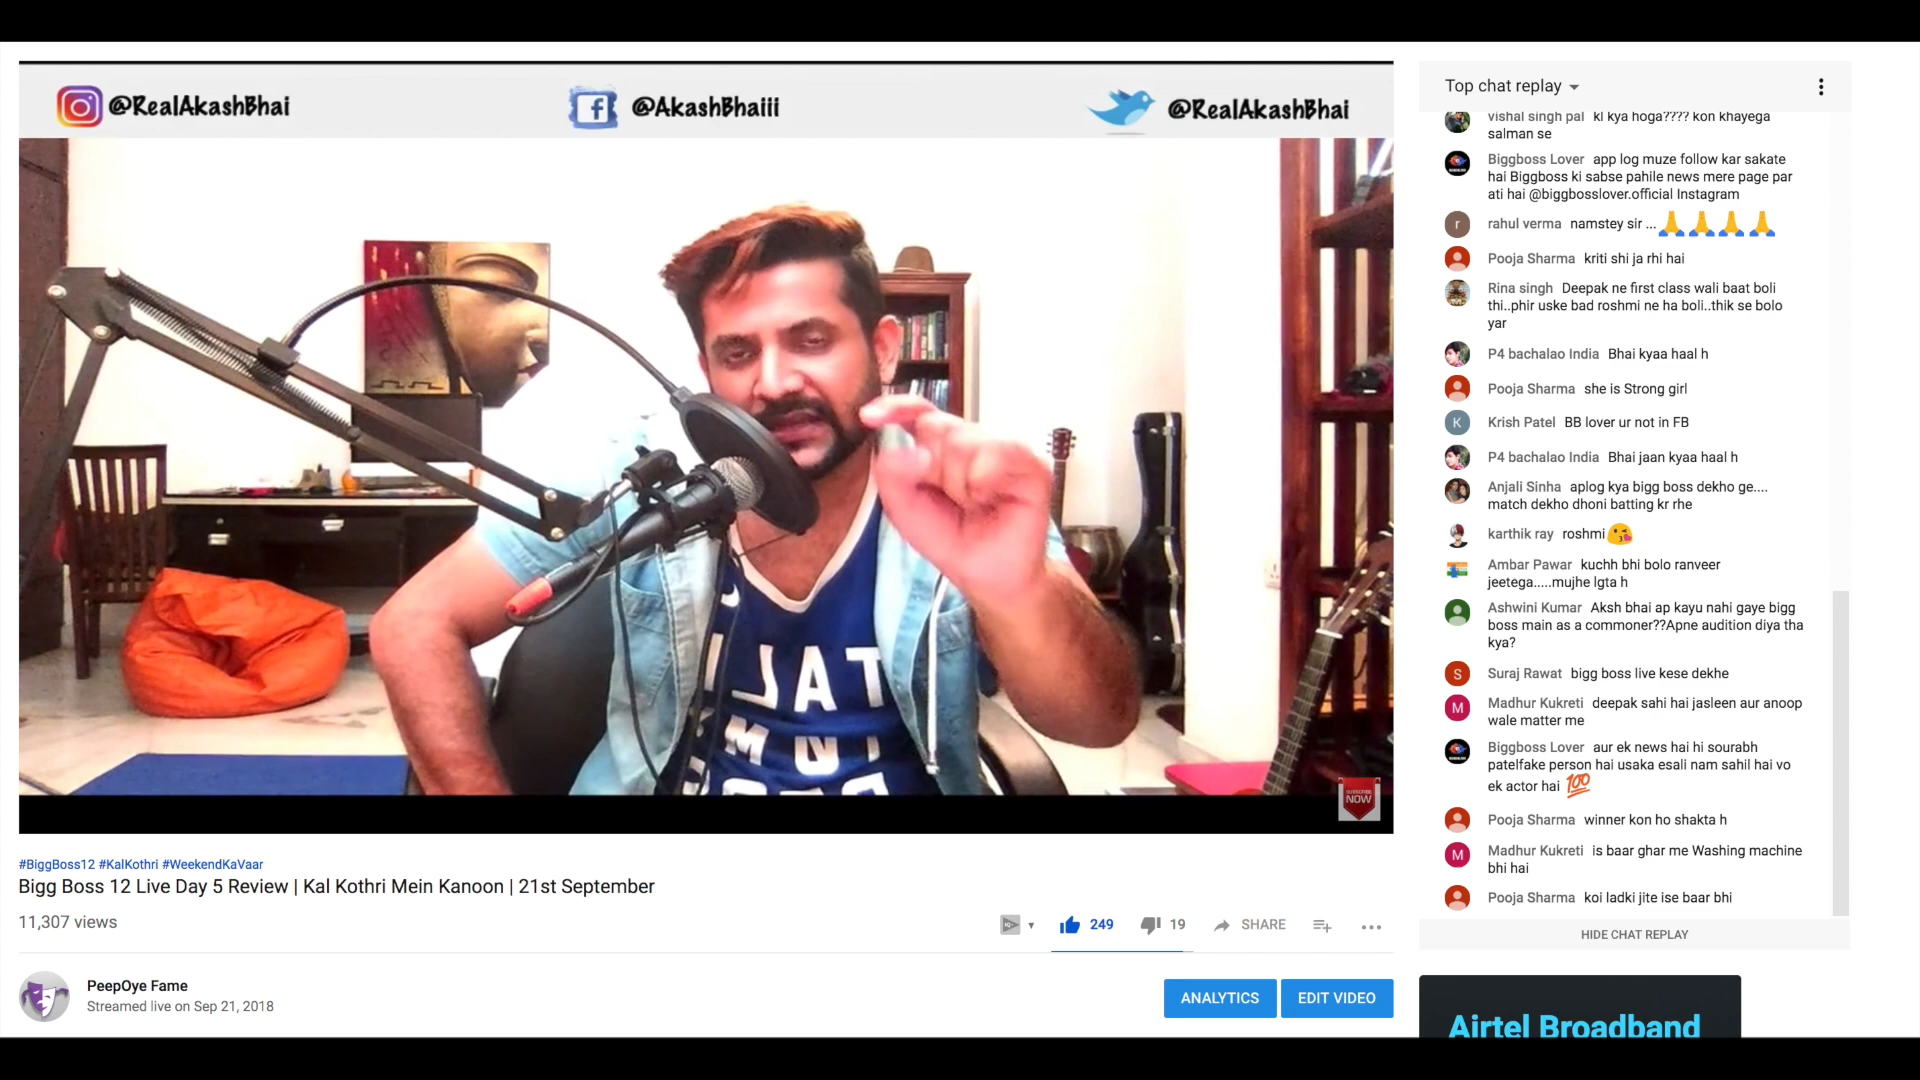 @RealAkashBhai
@AkashBhaiii
@RealAkashBhai
SUBSCRIBE
NOW
#BiggBoss12 #KalKothri #WeekendKaVaar
Bigg Boss 12 Live Day 5 Review | Kal Kothri Mein Kanoon | 21st September
11,307 views
249
19
SHARE
PeepOye Fame
Streamed live on Sep 21, 2018
ANALYTICS
EDIT VIDEO
Top chat replay
vishal singh pal ki kya hoga???? kon khayega
salman se
Biggboss Lover app log muze follow kar sakate
hai Biggboss ki sabse pahile news mere page par
ati hai @biggbosslover.official Instagram
r
rahul verma namstey sir ...🙏🙏🙏🙏
Pooja Sharma kriti shi ja rhi hai
Rina singh Deepak ne first class wali baat boli
thi..phir uske bad roshmi ne ha boli..thik se bolo
yar
P4 bachalao India Bhai kyaa haal h
Pooja Sharma she is Strong girl
K
Krish Patel BB lover ur not in FB
P4 bachalao India Bhai jaan kyaa haal h
Anjali Sinha aplog kya bigg boss dekho ge....
match dekho dhoni batting kr rhe
karthik ray roshmi😘
Ambar Pawar kuchh bhi bolo ranveer
jeetega.....mujhe lgta h
Ashwini Kumar Aksh bhai ap kayu nahi gaye bigg
boss main as a commoner??Apne audition diya tha
kya?
S
Suraj Rawat bigg boss live kese dekhe
M
Madhur Kukreti deepak sahi hai jasleen aur anoop
wale matter me
Biggboss Lover aur ek news hai hi sourabh
patelfake person hai usaka esali nam sahil hai vo
ek actor hai 💯
Pooja Sharma winner kon ho shakta h
M
Madhur Kukreti is baar ghar me Washing machine
bhi hai
Pooja Sharma koi ladki jite ise baar bhi
HIDE CHAT REPLAY
Airtel Broadband